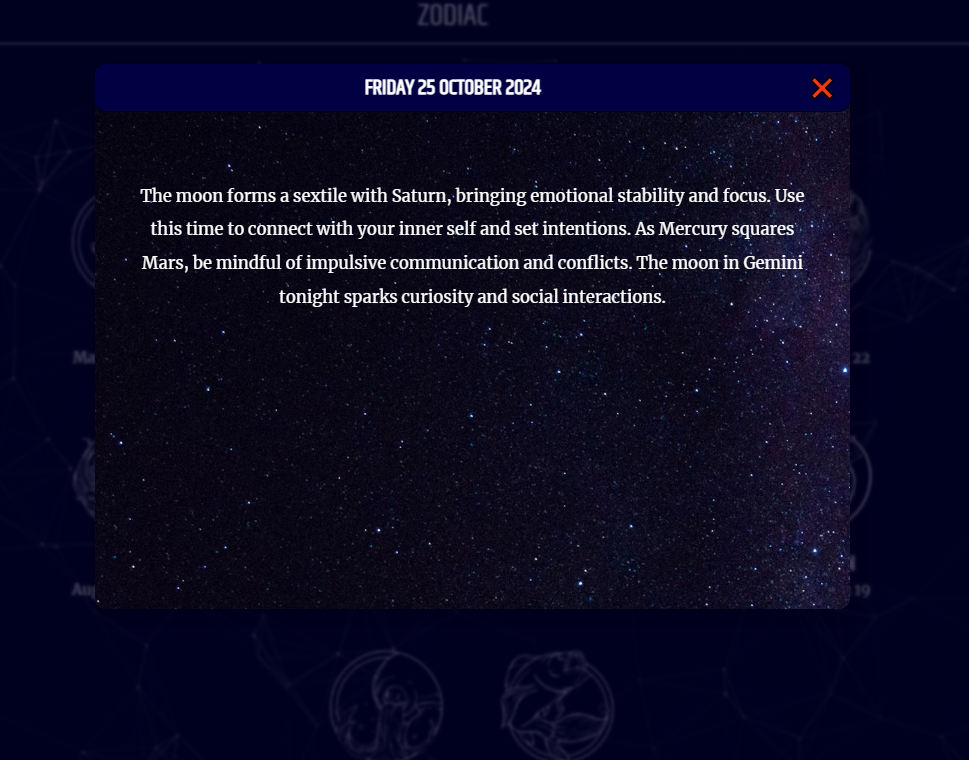 ZODIAC
FRIDAY 25 OCTOBER 2024
The moon forms a sextile with Saturn, bringing emotional stability and focus. Use
this time to connect with your inner self and set intentions. As Mercury squares
Mars, be mindful of impulsive communication and conflicts. The moon in Gemini
tonight sparks curiosity and social interactions.
22
19